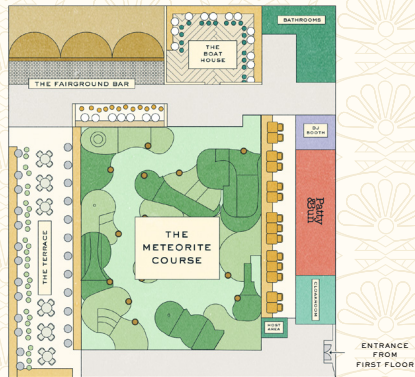 BATHROOMS
THE
BOAT
HOUSE
THE FAIRGROUND BAR
DJ
BOOTH
Patty
&Bun
THE
METEORITE
COURSE
THE TERRACE
CLOAKROOM
HOST
AREA
ENTRANCE
FROM
FIRST FLOOR